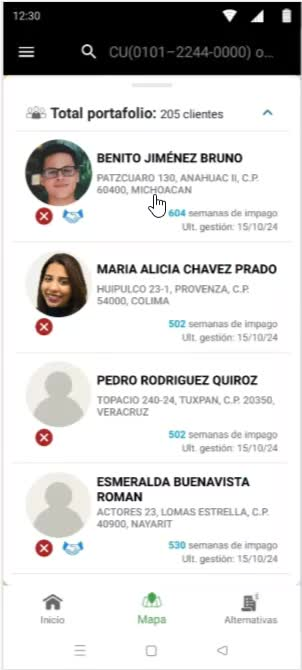 12:30
CU(0101–2244-0000) o...
Total portafolio: 205 clientes
BENITO JIMÉNEZ BRUNO
PATZCUARO 130, ANAHUAC II, C.P.
60400, MICHOACAN
604 semanas de impago
Ult. gestión: 15/10/24
MARIA ALICIA CHAVEZ PRADO
HUIPULCO 23-1, PROVENZA, C.P.
54000, COLIMA
502 semanas de impago
Ult. gestión: 15/10/24
PEDRO RODRIGUEZ QUIROZ
TOPACIO 240-24, TUXPAN, C.P. 20350,
VERACRUZ
502 semanas de impago
Ult. gestión: 15/10/24
ESMERALDA BUENAVISTA
ROMAN
ACTORES 23, LOMAS ESTRELLA, C.P.
40900, NAYARIT
530 semanas de impago
Ult. gestión: 15/10/24
Inicio
Mapa
Alternativas